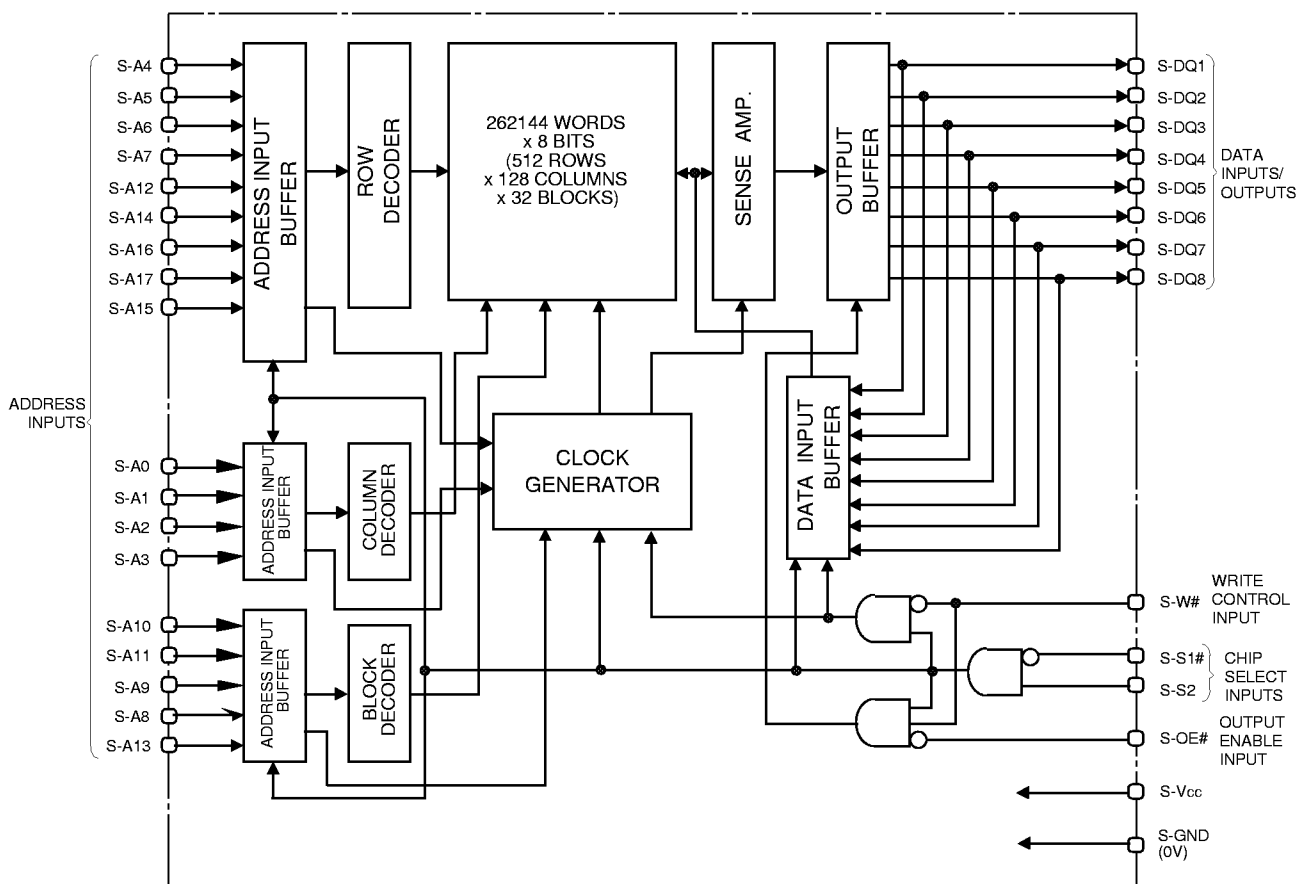 S-A4
S-A5
S-A6
S-A7
S-A12
S-A14
S-A16
S-A17
S-A15
ADDRESS INPUTS
S-A0
S-A1
S-A2
S-A3
S-A10
S-A11
S-A9
S-A8
S-A13
ADDRESS INPUT
BUFFER
ROW
DECODER
262144 WORDS
x 8 BITS
(512 ROWS
x 128 COLUMNS
x 32 BLOCKS)
SENSE AMP.
OUTPUT
BUFFER
ADDRESS INPUT
BUFFER
COLUMN
DECODER
CLOCK
GENERATOR
DATA INPUT
BUFFER
ADDRESS INPUT
BUFFER
BLOCK
DECODER
S-DQ1
S-DQ2
S-DQ3
S-DQ4
S-DQ5
S-DQ6
S-DQ7
S-DQ8
DATA
INPUTS/
OUTPUTS
S-W#
WRITE
CONTROL
INPUT
S-S1#
S-S2
CHIP
SELECT
INPUTS
S-OE#
OUTPUT
ENABLE
INPUT
S-Vcc
S-GND
(0V)